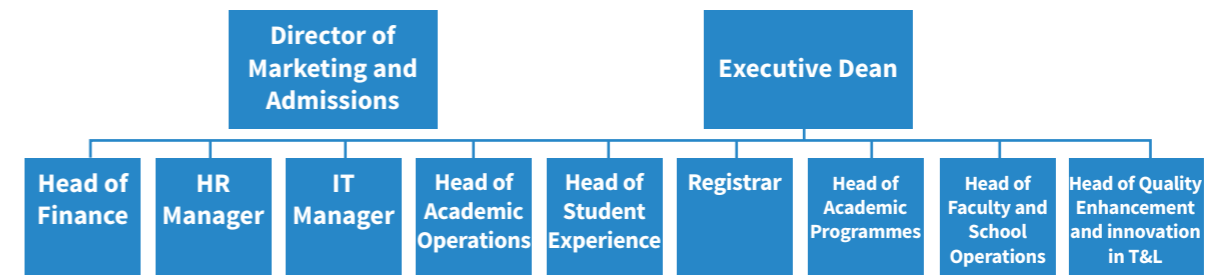 Director of
Marketing and
Admissions
Executive Dean
Head of
Finance
HR
Manager
IT
Manager
Head of
Academic
Operations
Head of
Student
Experience
Registrar
Head of
Academic
Programmes
Head of
Faculty and
School
Operations
Head of Quality
Enhancement
and innovation
in T&L